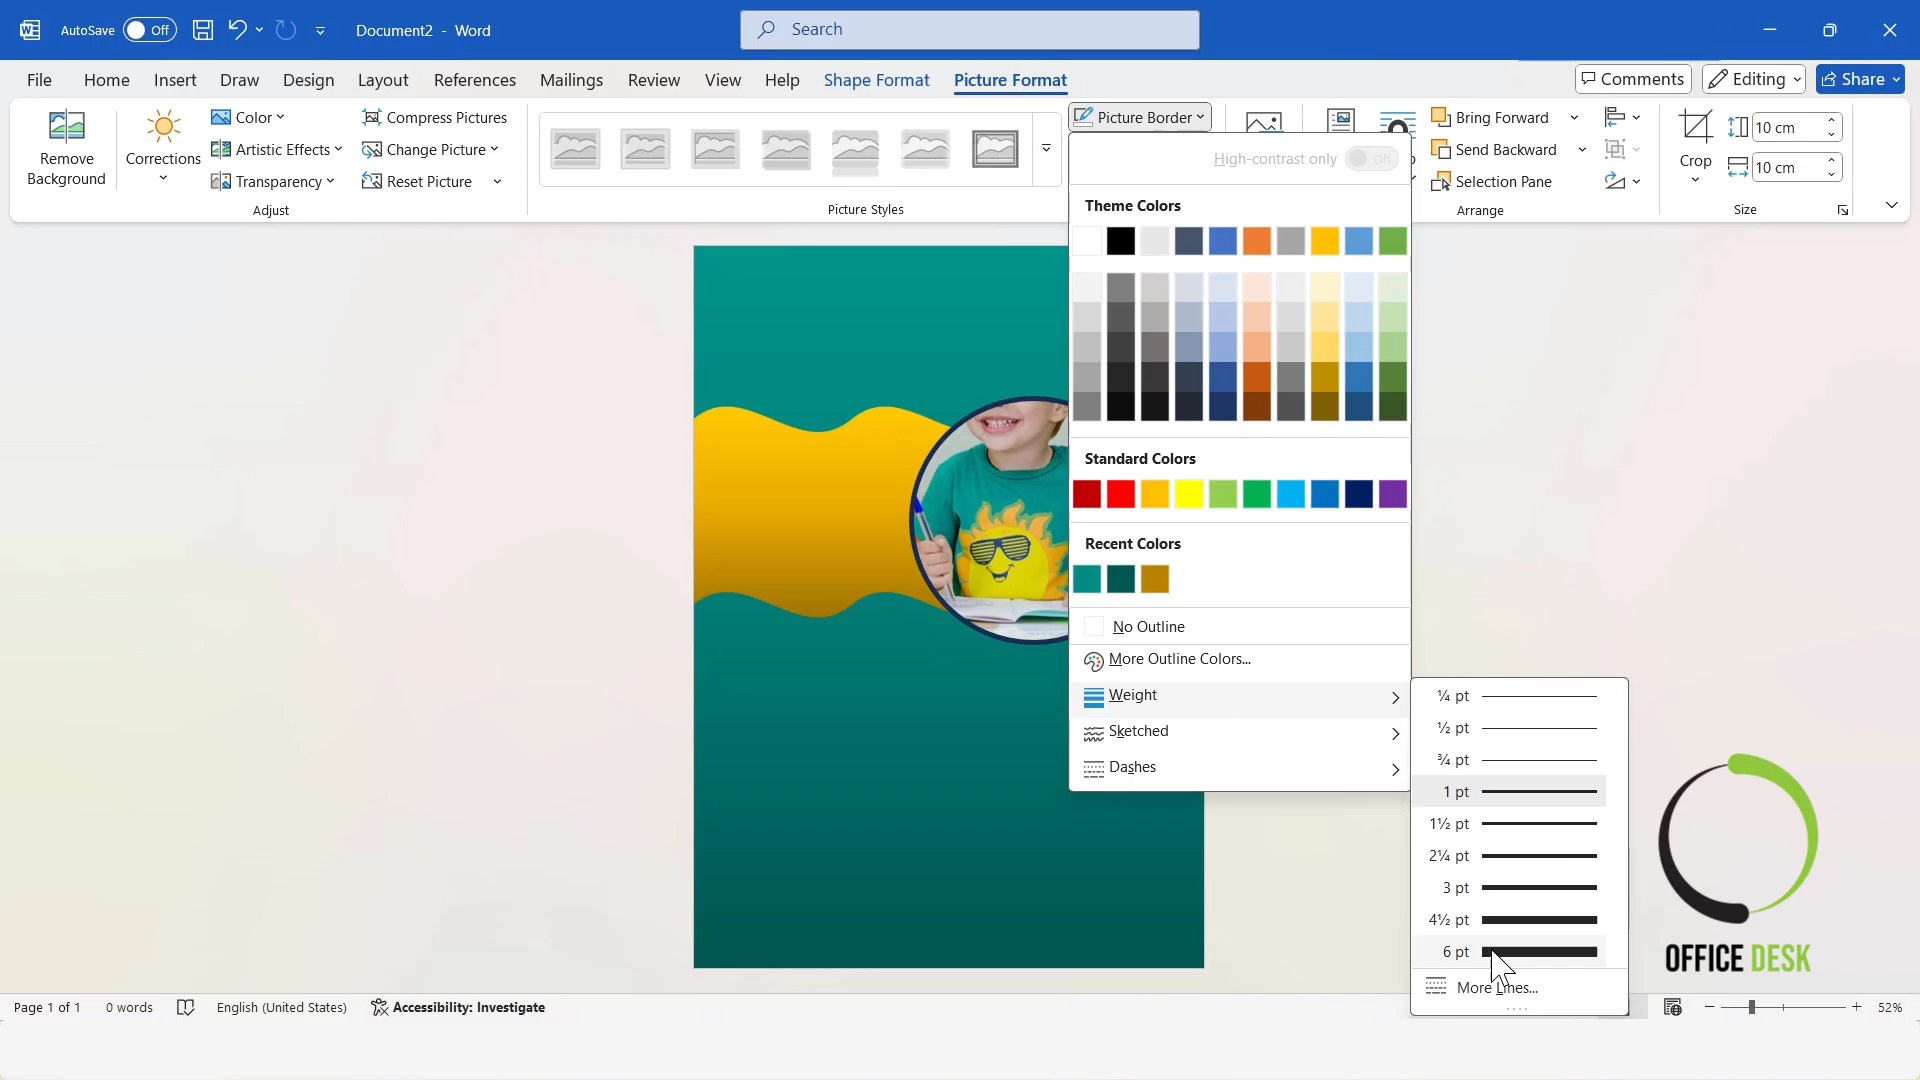 AutoSave Off Document2 - Word Search
File Home Insert Draw Design Layout References Mailings Review View Help Shape Format Picture Format Comments Editing Share
Remove Background
Corrections
Color
Artistic Effects
Transparency
Compress Pictures
Change Picture
Reset Picture
Adjust
Picture Styles
Picture Border
Bring Forward
Send Backward
Selection Pane
Arrange
Crop
10 cm
10 cm
Size
High-contrast only Off
Theme Colors
Standard Colors
Recent Colors
No Outline
More Outline Colors...
Weight
Sketched
Dashes
¼ pt
½ pt
¾ pt
1 pt
1½ pt
2¼ pt
3 pt
4½ pt
6 pt
More Lines...
OFFICE DESK
Page 1 of 1 0 words English (United States) Accessibility: Investigate 52%